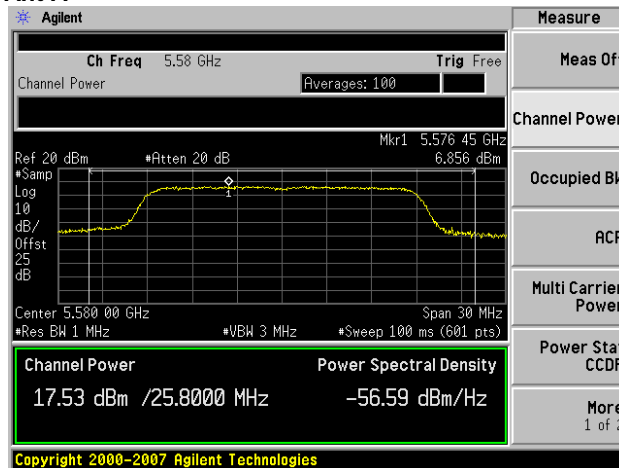 Agilent
Measure
Ch Freq 5.58 GHz Trig Free
Channel Power Averages: 100
Meas Of
Channel Power
Mkr1 5.576 45 GHz
Ref 20 dBm #Atten 20 dB 6.856 dBm
#Samp
Log
10
dB/
Offst
25
dB
1
Occupied B
ACP
Multi Carrier
Power
Center 5.580 00 GHz Span 30 MHz
#Res BW 1 MHz #VBW 3 MHz #Sweep 100 ms (601 pts)
Power Sta
CCDF
Channel Power Power Spectral Density
17.53 dBm /25.8000 MHz -56.59 dBm/Hz
More
1 of 2
Copyright 2000-2007 Agilent Technologies